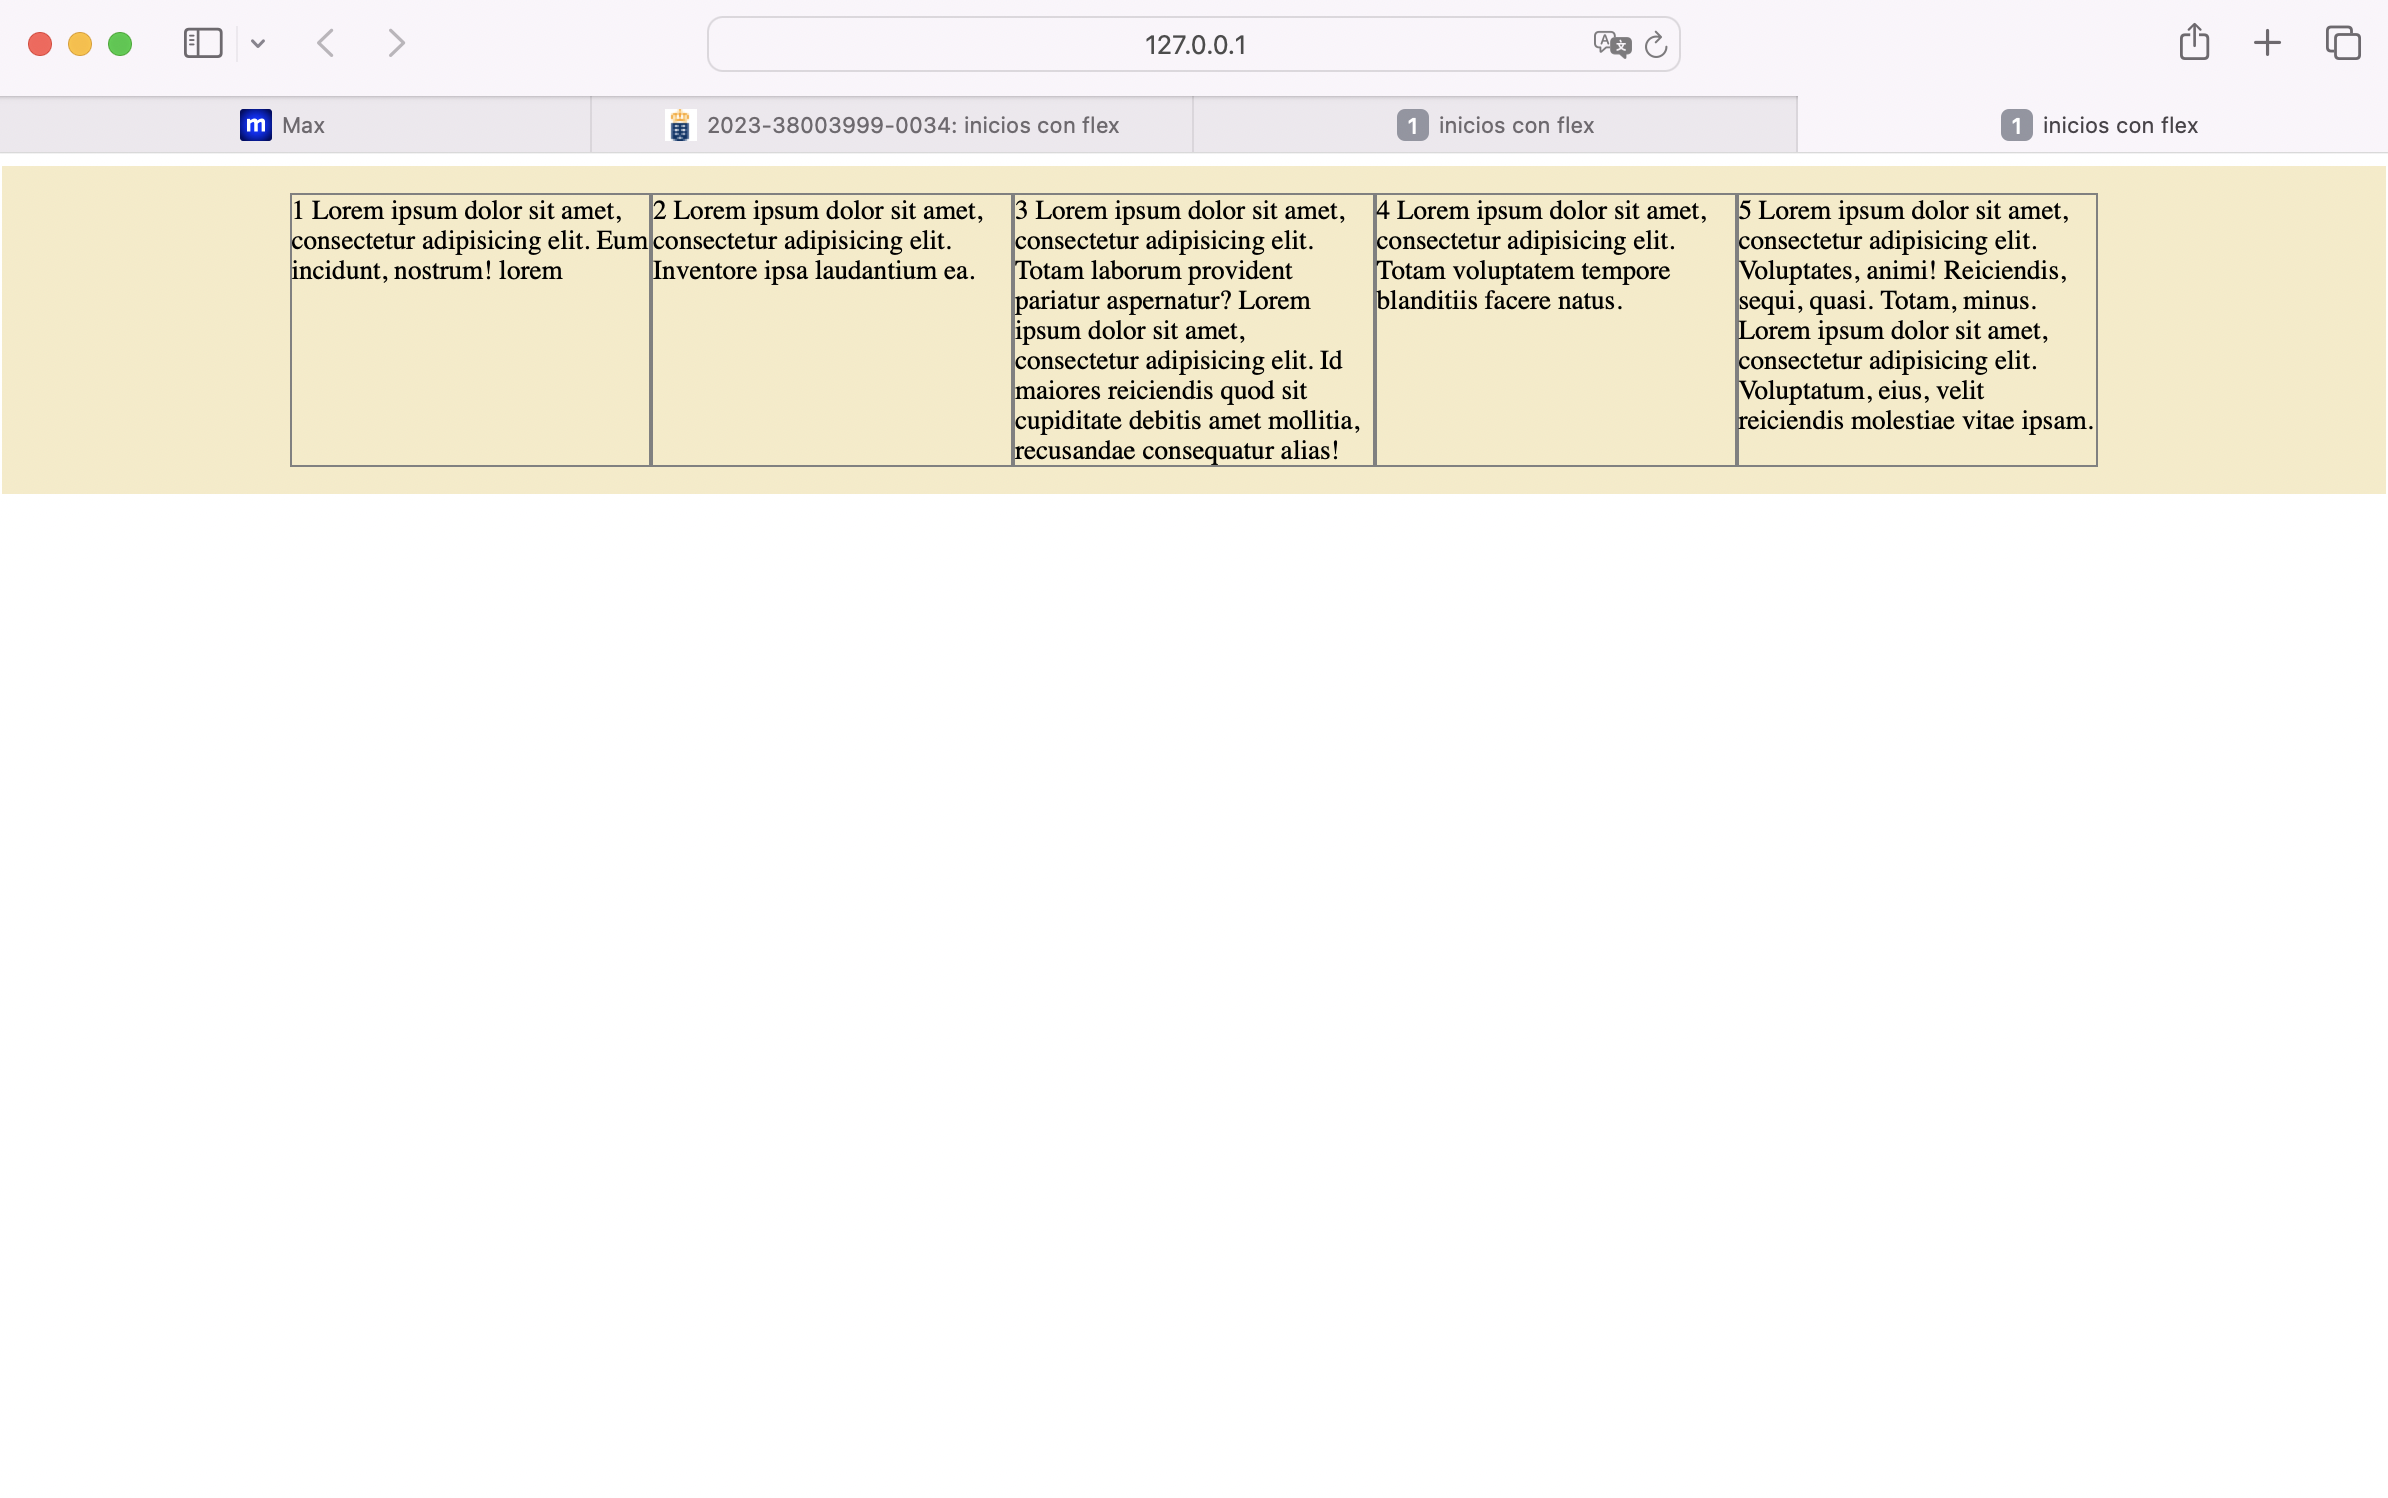 127.0.0.1
m Max
2023-38003999-0034: inicios con flex
1 inicios con flex
1 inicios con flex
1 Lorem ipsum dolor sit amet,
consectetur adipisicing elit. Eum
incidunt, nostrum! lorem
2 Lorem ipsum dolor sit amet,
consectetur adipisicing elit.
Inventore ipsa laudantium ea.
3 Lorem ipsum dolor sit amet,
consectetur adipisicing elit.
Totam laborum provident
pariatur aspernatur? Lorem
ipsum dolor sit amet,
consectetur adipisicing elit. Id
maiores reiciendis quod sit
cupiditate debitis amet mollitia,
recusandae consequatur alias!
4 Lorem ipsum dolor sit amet,
consectetur adipisicing elit.
Totam voluptatem tempore
blanditiis facere natus.
5 Lorem ipsum dolor sit amet,
consectetur adipisicing elit.
Voluptates, animi! Reiciendis,
sequi, quasi. Totam, minus.
Lorem ipsum dolor sit amet,
consectetur adipisicing elit.
Voluptatum, eius, velit
reiciendis molestiae vitae ipsam.